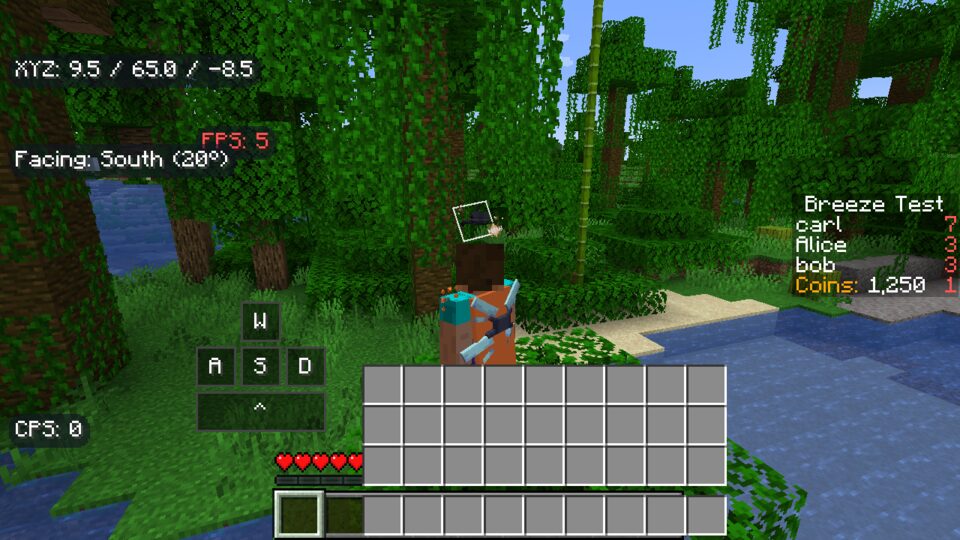 XYZ: 9.5 / 65.0 / -8.5
FPS: 5
Facing: South (20°)
Breeze Test
carl 7
Alice 3
bob 3
Coins: 1,250 1
W
A S D
^
CPS: 0